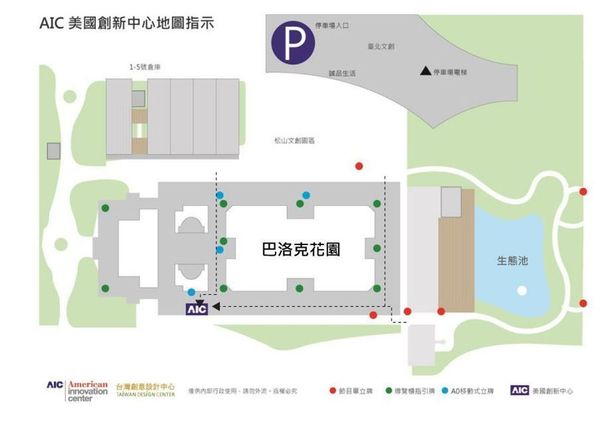 AIC 美國創新中心地圖指示
P
停車場入口
臺北文創
1-5號倉庫
誠品生活
停車場電梯
松山文創園區
巴洛克花園
生態池
AIC
AIC American innovation center
台灣創意設計中心
TAIWAN DESIGN CENTER
僅供內部行政使用、請勿外流。版權必究
節目單立牌
導覽櫃指引牌
A0移動式立牌
AIC 美國創新中心